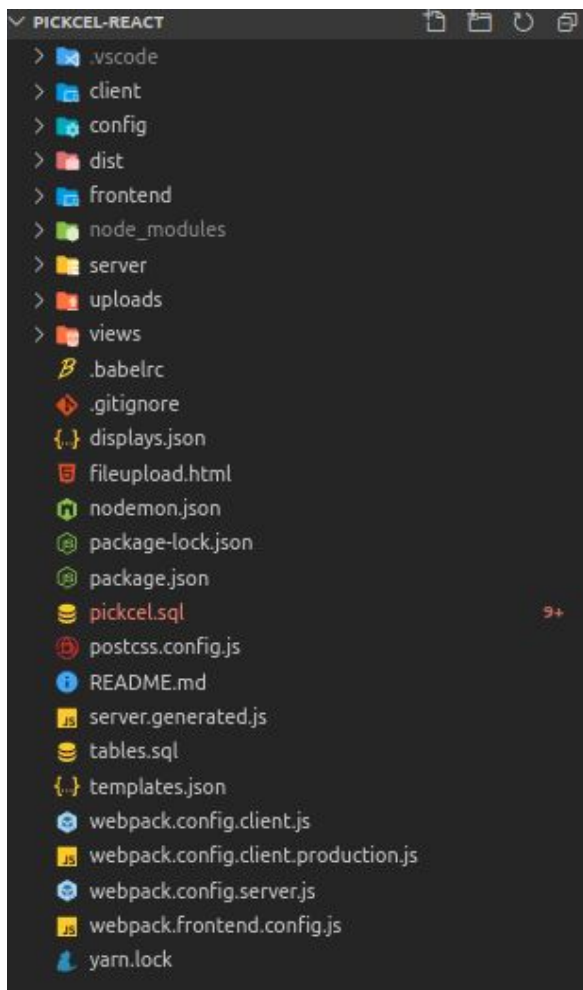 PICKCEL-REACT
.vscode
client
config
dist
frontend
node_modules
server
uploads
views
.babelrc
.gitignore
{..} displays.json
fileupload.html
nodemon.json
package-lock.json
package.json
pickcel.sql 9+
postcss.config.js
README.md
JS server.generated.js
tables.sql
{..} templates.json
webpack.config.client.js
JS webpack.config.client.production.js
webpack.config.server.js
JS webpack.frontend.config.js
yarn.lock